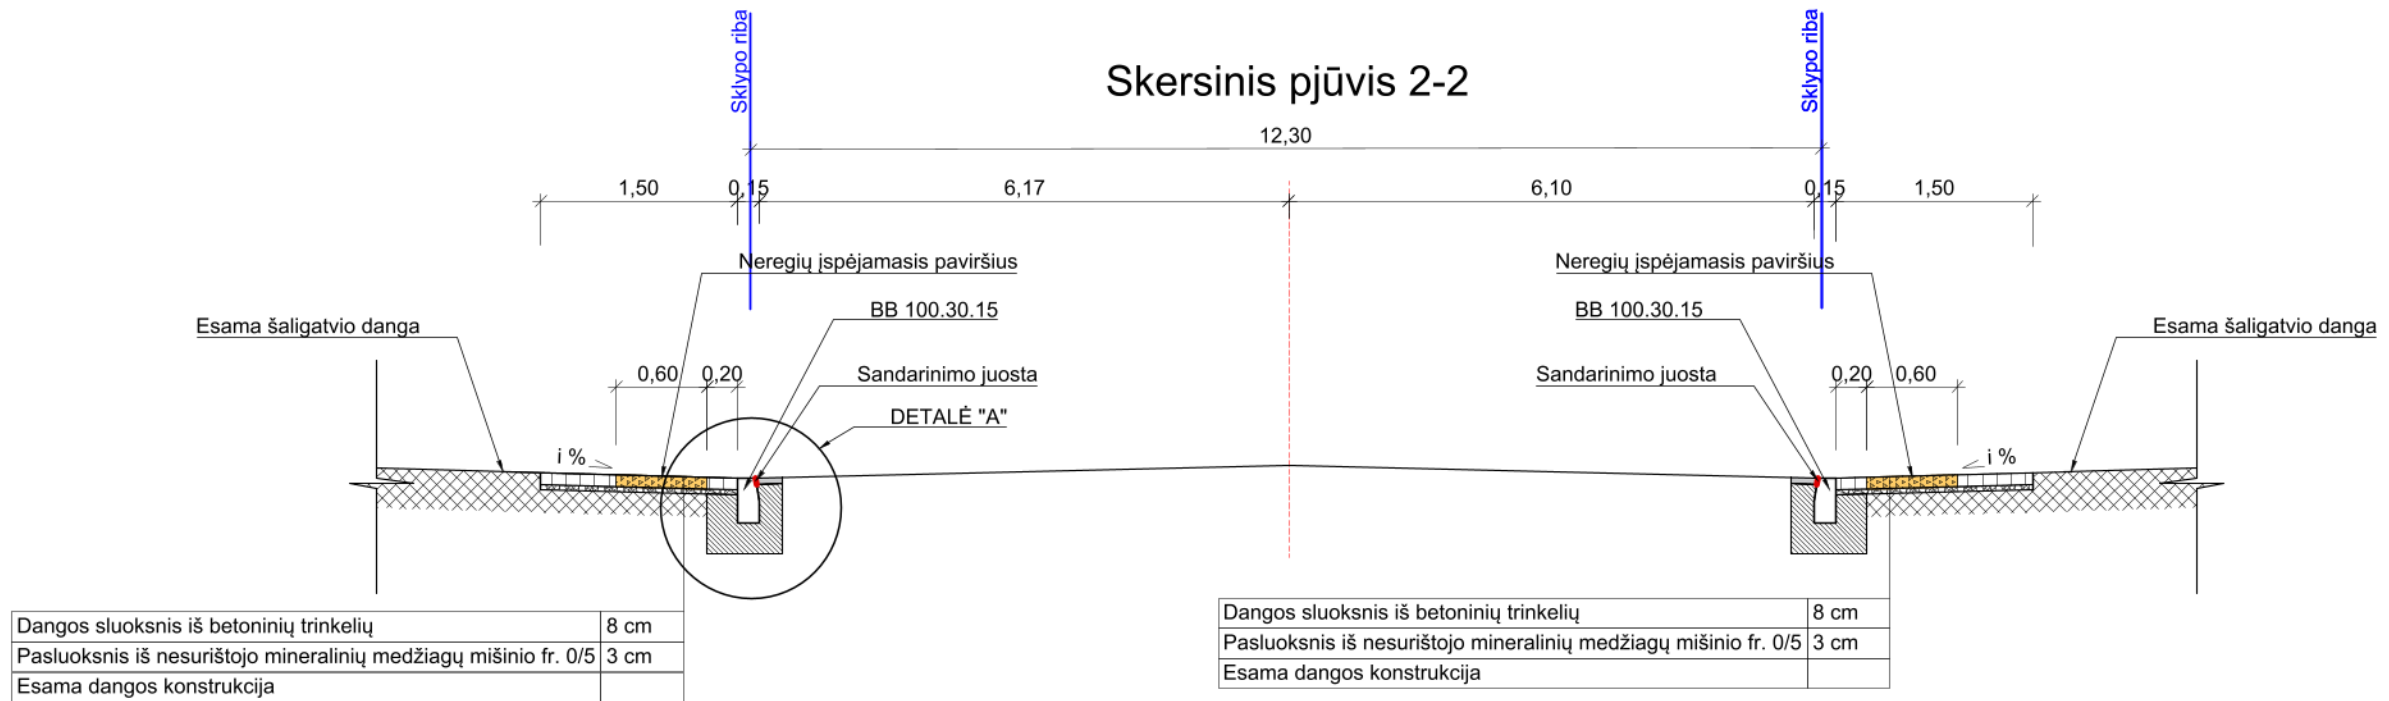 Sklypo riba
Sklypo riba
Skersinis pjūvis 2-2
12,30
1,50
0,15
6,17
6,10
0,15
1,50
Neregių įspėjamasis paviršius
Neregių įspėjamasis paviršius
BB 100.30.15
BB 100.30.15
Esama šaligatvio danga
Esama šaligatvio danga
0,60
0,20
Sandarinimo juosta
Sandarinimo juosta
0,20
0,60
DETALĖ "A"
i %
i %
Dangos sluoksnis iš betoninių trinkelių 8 cm
Pasluoksnis iš nesurištojo mineralinių medžiagų mišinio fr. 0/5 3 cm
Esama dangos konstrukcija
Dangos sluoksnis iš betoninių trinkelių 8 cm
Pasluoksnis iš nesurištojo mineralinių medžiagų mišinio fr. 0/5 3 cm
Esama dangos konstrukcija